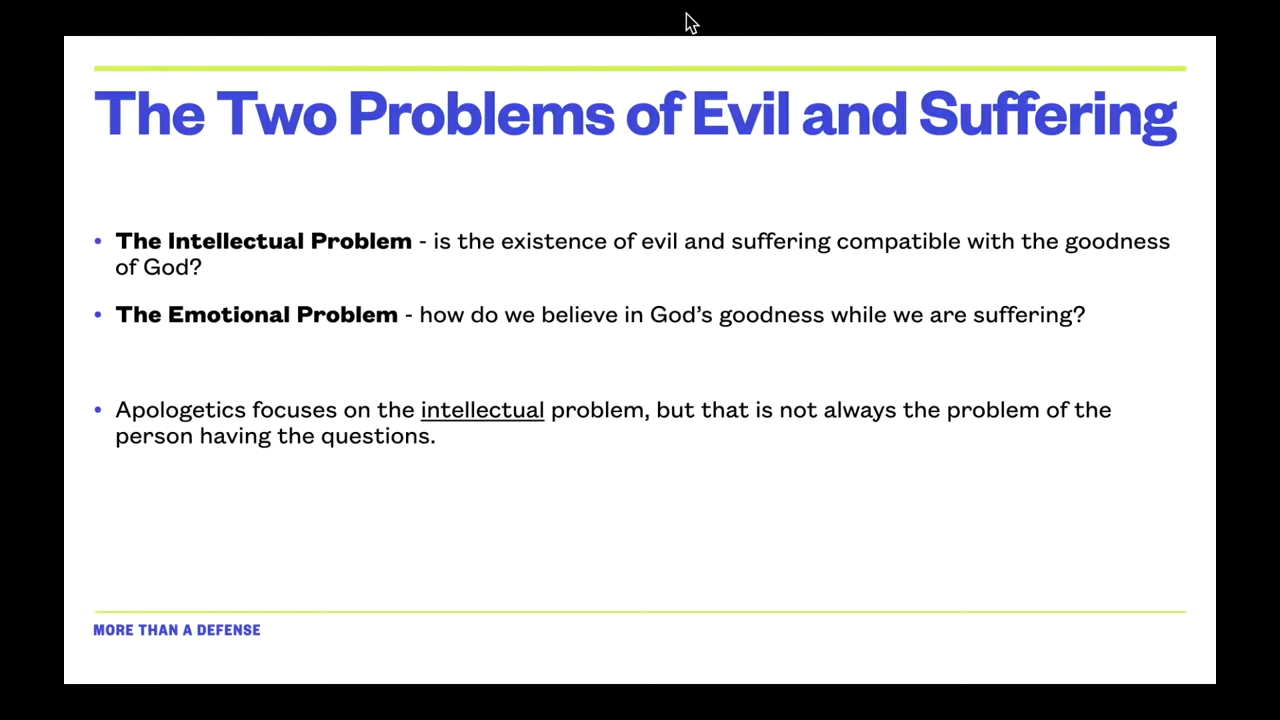 The Two Problems of Evil and Suffering
• The Intellectual Problem - is the existence of evil and suffering compatible with the goodness
of God?
• The Emotional Problem - how do we believe in God’s goodness while we are suffering?
• Apologetics focuses on the intellectual problem, but that is not always the problem of the
person having the questions.
MORE THAN A DEFENSE